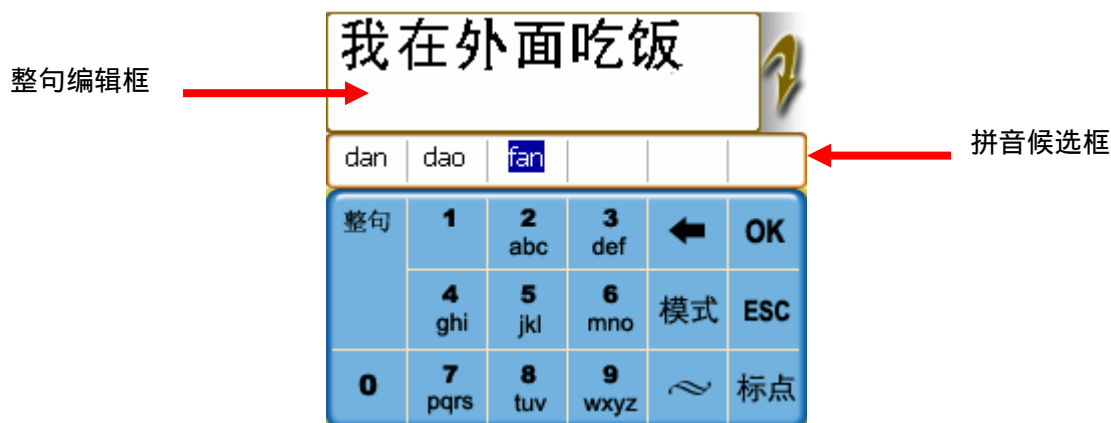 我在外面吃饭
整句编辑框
拼音候选框
dan dao fan
整句 1 2 3 OK
abc def
4 5 6 模式 ESC
ghi jkl mno
0 7 8 9 标点
pqrs tuv wxyz